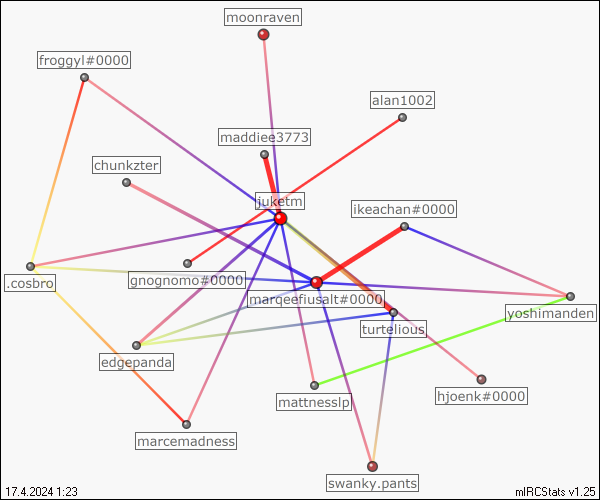 moonraven
froggyl#0000
alan1002
maddiee3773
chunkzter
juketm
ikeachan#0000
.cosbro
gnognomo#0000
marqeefiusalt#0000
yoshimanden
turtelious
edgepanda
hjoenk#0000
mattnesslp
marcemadness
swanky.pants
17.4.2024 1:23
mIRCStats v1.25